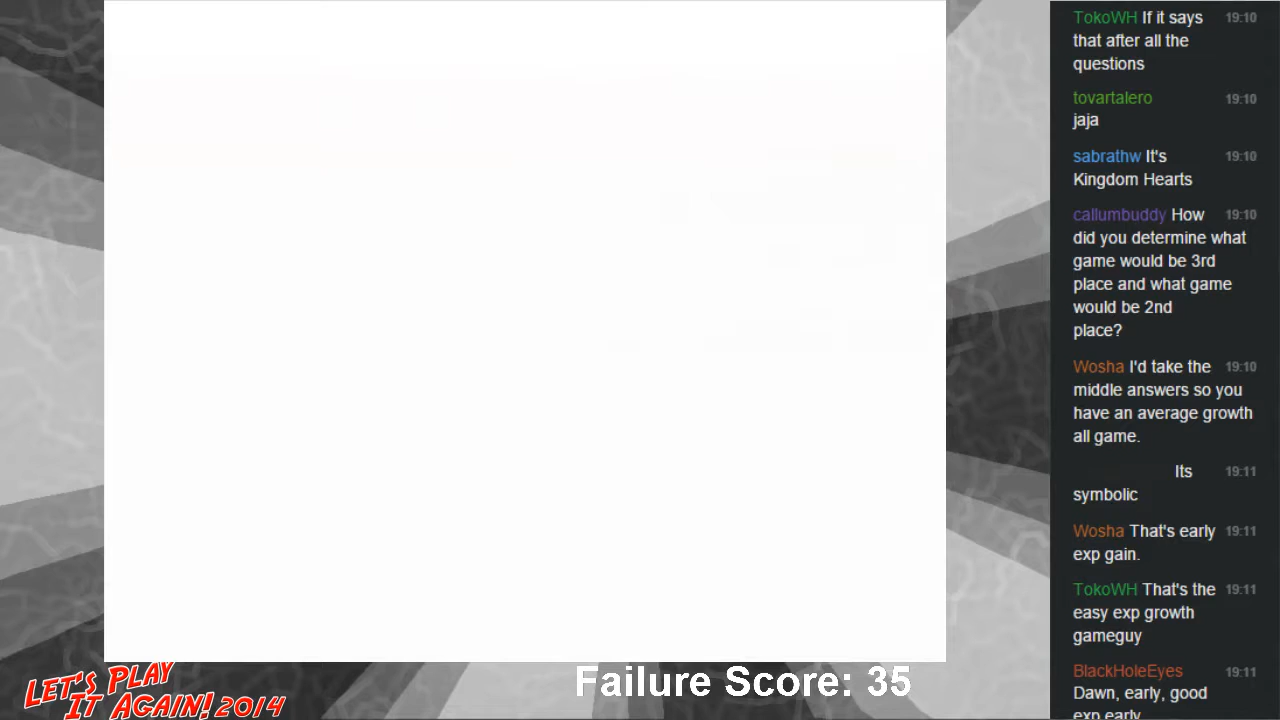 TokoWH If it says 19:10
that after all the
questions
tovartalero 19:10
jaja
sabrathw It's 19:10
Kingdom Hearts
callumbuddy How 19:10
did you determine what
game would be 3rd
place and what game
would be 2nd
place?
Wosha I'd take the 19:10
middle answers so you
have an average growth
all game.
Its 19:11
symbolic
Wosha That's early 19:11
exp gain.
TokoWH That's the 19:11
easy exp growth
gameguy
BlackHoleEyes 19:11
Dawn, early, good
exp early
LET'S PLAY
IT AGAIN! 2014
Failure Score: 35